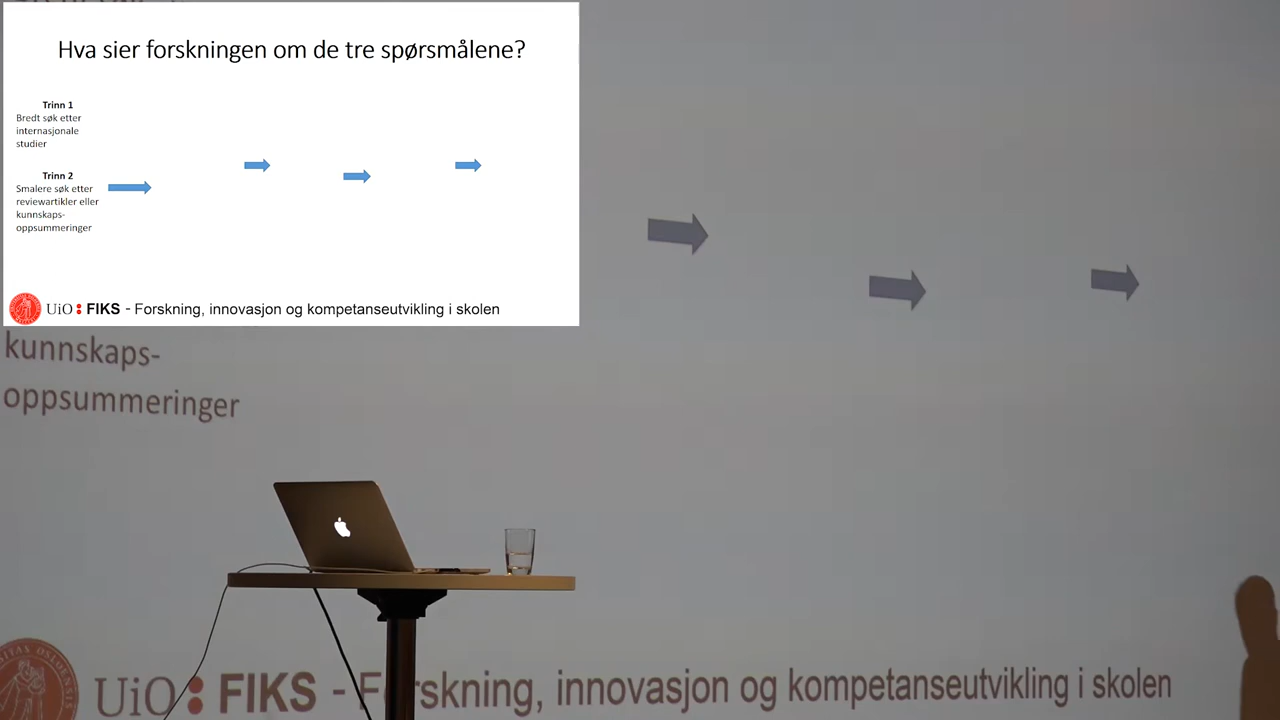 Hva sier forskningen om de tre spørsmålene?
Trinn 1
Bredt søk etter
internasjonale
studier
Trinn 2
Smalere søk etter
reviewartikler eller
kunnskaps-
oppsummeringer
UiO : FIKS - Forskning, innovasjon og kompetanseutvikling i skolen
kunnskaps-
oppsummeringer
UiO : FIKS - Forskning, innovasjon og kompetanseutvikling i skolen